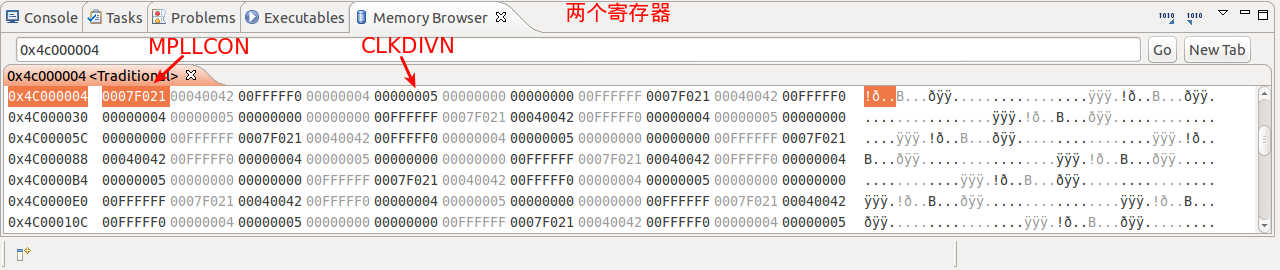 Console Tasks Problems Executables Memory Browser 两个寄存器
0x4c000004 Go New Tab
MPLLCON CLKDIVN
0x4c000004 <Traditional>
0x4C000004 0007F021 00040042 00FFFFF0 00000004 00000005 00000000 00000000 00FFFFFF 0007F021 00040042 00FFFFF0 !ð..B...ðÿÿ.................ÿÿÿ.!ð..B...ðÿÿ.
0x4C000030 00000004 00000005 00000000 00000000 00FFFFFF 0007F021 00040042 00FFFFF0 00000004 00000005 00000000 ................ÿÿÿ.!ð..B...ðÿÿ.............
0x4C00005C 00000000 00FFFFFF 0007F021 00040042 00FFFFF0 00000004 00000005 00000000 00000000 00FFFFFF 0007F021 ....ÿÿÿ.!ð..B...ðÿÿ.................ÿÿÿ.!ð..
0x4C000088 00040042 00FFFFF0 00000004 00000005 00000000 00000000 00FFFFFF 0007F021 00040042 00FFFFF0 00000004 B...ðÿÿ.................ÿÿÿ.!ð..B...ðÿÿ.....
0x4C0000B4 00000005 00000000 00000000 00FFFFFF 0007F021 00040042 00FFFFF0 00000004 00000005 00000000 00000000 ............ÿÿÿ.!ð..B...ðÿÿ.................
0x4C0000E0 00FFFFFF 0007F021 00040042 00FFFFF0 00000004 00000005 00000000 00000000 00FFFFFF 0007F021 00040042 ÿÿÿ.!ð..B...ðÿÿ.................ÿÿÿ.!ð..B...
0x4C00010C 00FFFFF0 00000004 00000005 00000000 00000000 00FFFFFF 0007F021 00040042 00FFFFF0 00000004 00000005 ðÿÿ.................ÿÿÿ.!ð..B...ðÿÿ.........